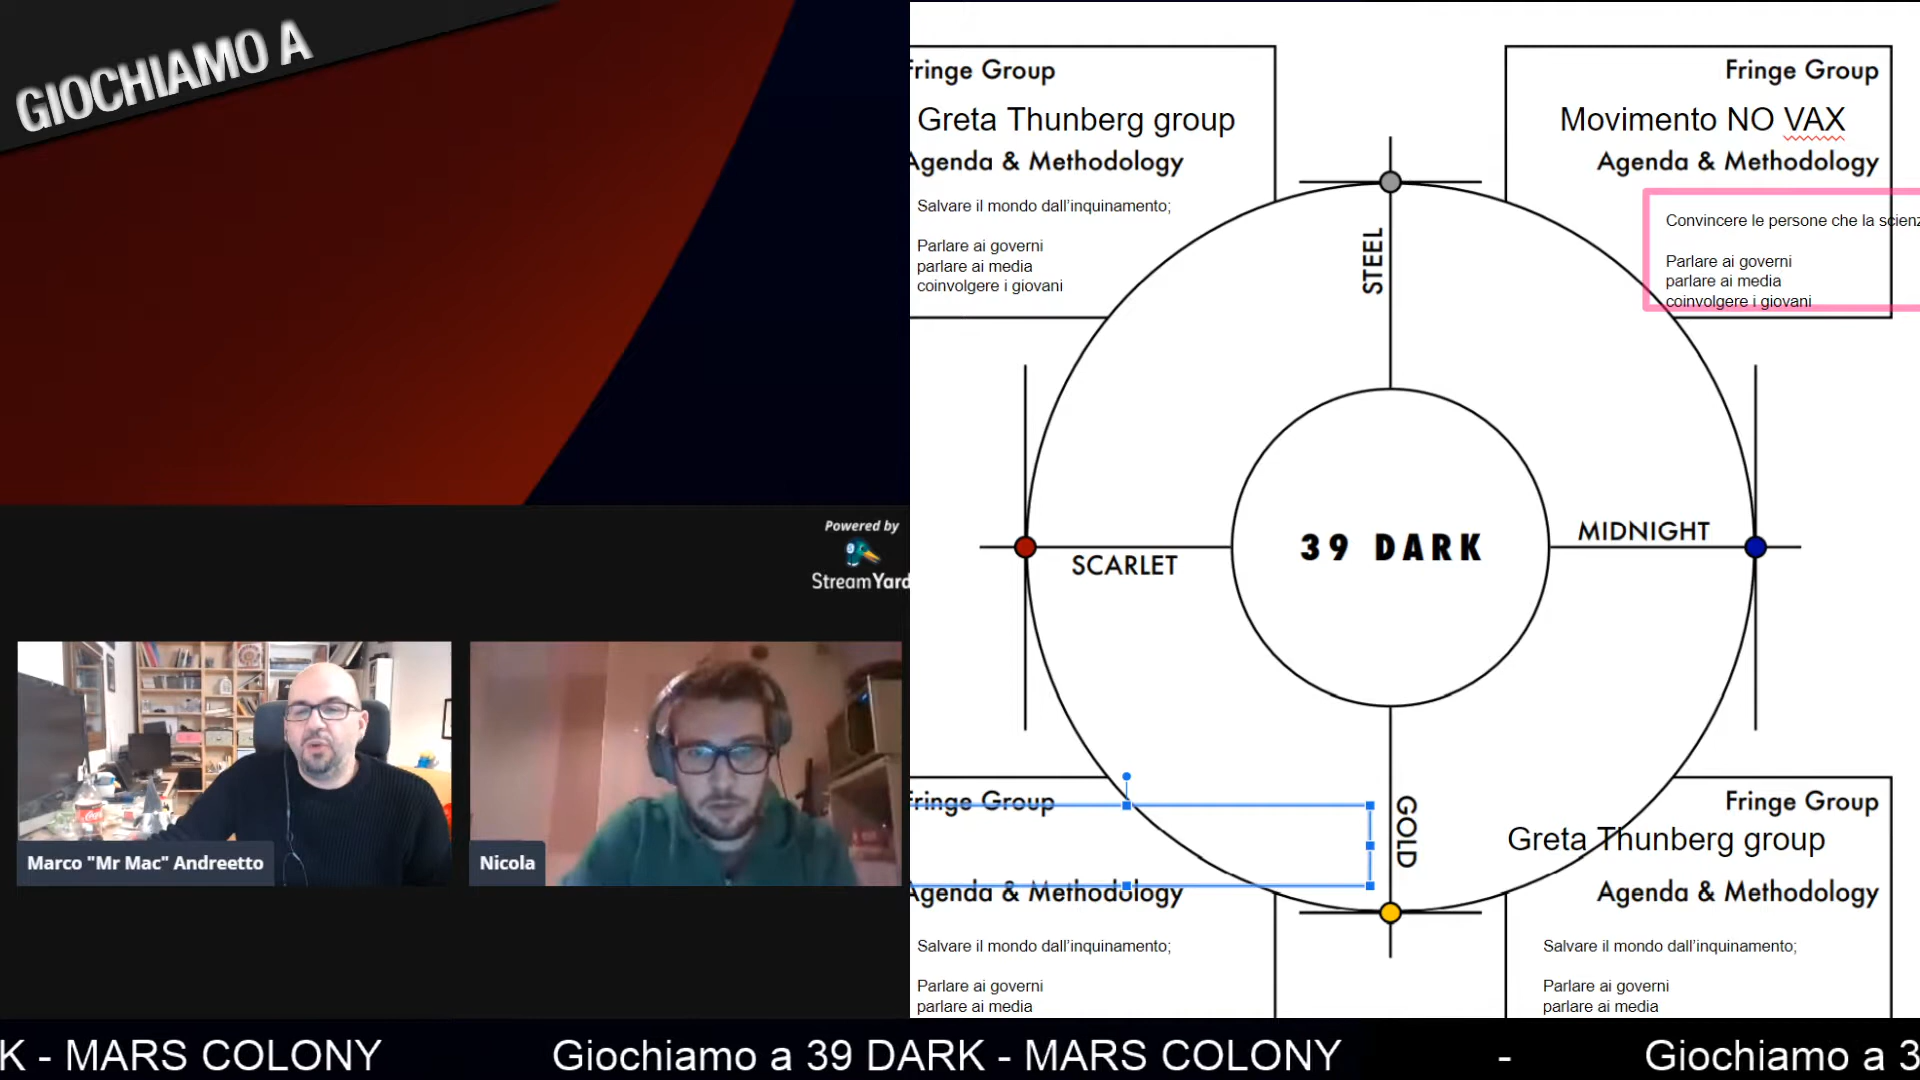 GIOCHIAMO A
Powered by
StreamYard
Marco "Mr Mac" Andreetto
Nicola
Fringe Group
Greta Thunberg group
Agenda & Methodology
Salvare il mondo dall'inquinamento;
Parlare ai governi
parlare ai media
coinvolgere i giovani
Fringe Group
Movimento NO VAX
Agenda & Methodology
Convincere le persone che la scienz
Parlare ai governi
parlare ai media
coinvolgere i giovani
STEEL
SCARLET
39 DARK
MIDNIGHT
GOLD
Fringe Group
Agenda & Methodology
Salvare il mondo dall'inquinamento;
Parlare ai governi
parlare ai media
Fringe Group
Greta Thunberg group
Agenda & Methodology
Salvare il mondo dall'inquinamento;
Parlare ai governi
parlare ai media
K - MARS COLONY Giochiamo a 39 DARK - MARS COLONY - Giochiamo a 3